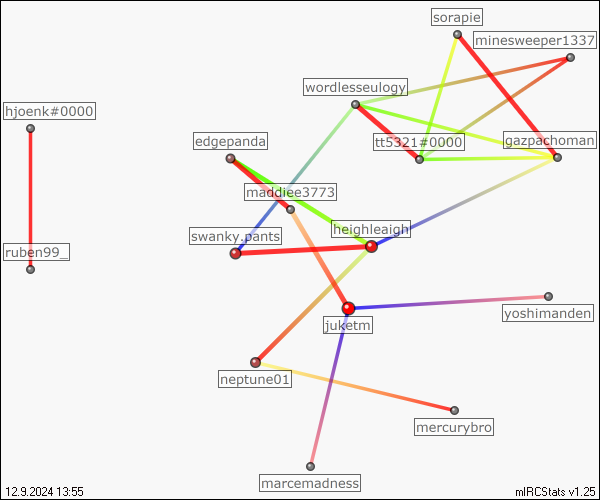 sorapie
minesweeper1337
wordlesseulogy
hjoenk#0000
edgepanda
tt5321#0000
gazpachoman
maddiee3773
heighleaigh
swanky.pants
ruben99_
yoshimanden
juketm
neptune01
mercurybro
marcemadness
12.9.2024 13:55
mIRCStats v1.25